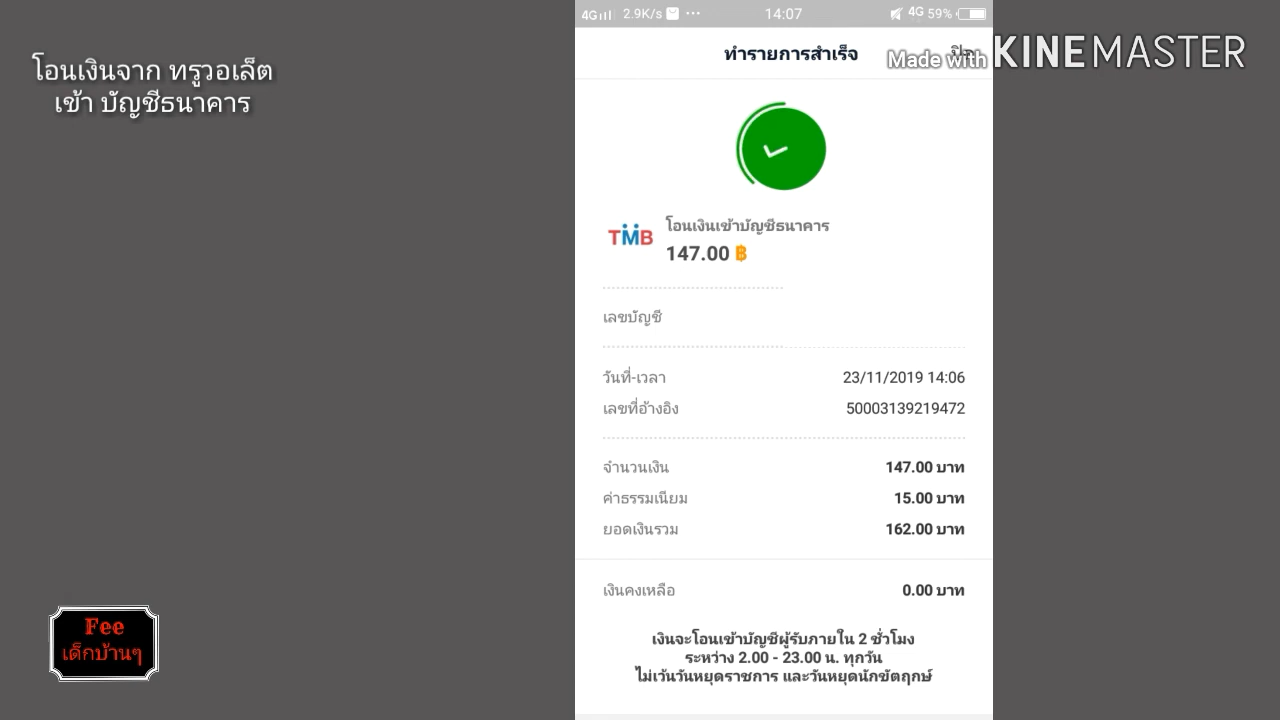 4G 2.9K/s ··· 14:07 4G 59%
ทำรายการสำเร็จ
Made with KINEMASTER
โอนเงินจาก ทรูวอเล็ต
เข้า บัญชีธนาคาร
TMB
โอนเงินเข้าบัญชีธนาคาร
147.00 ฿
เลขบัญชี
วันที่-เวลา 23/11/2019 14:06
เลขที่อ้างอิง 50003139219472
จำนวนเงิน 147.00 บาท
ค่าธรรมเนียม 15.00 บาท
ยอดเงินรวม 162.00 บาท
เงินคงเหลือ 0.00 บาท
เงินจะโอนเข้าบัญชีผู้รับภายใน 2 ชั่วโมง
ระหว่าง 2.00 - 23.00 น. ทุกวัน
ไม่เว้นวันหยุดราชการ และวันหยุดนักขัตฤกษ์
Fee
เด็กบ้านๆ